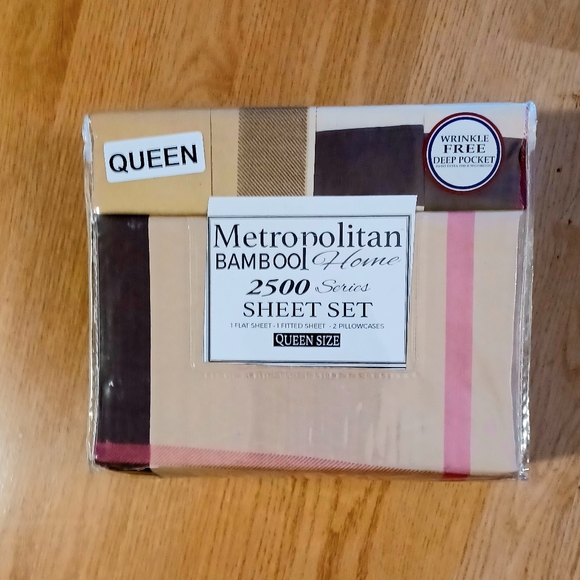 QUEEN
WRINKLE
FREE
DEEP POCKET
Metropolitan
BAMBOO Home
2500 Series
SHEET SET
1 FLAT SHEET - 1 FITTED SHEET - 2 PILLOWCASES
QUEEN SIZE